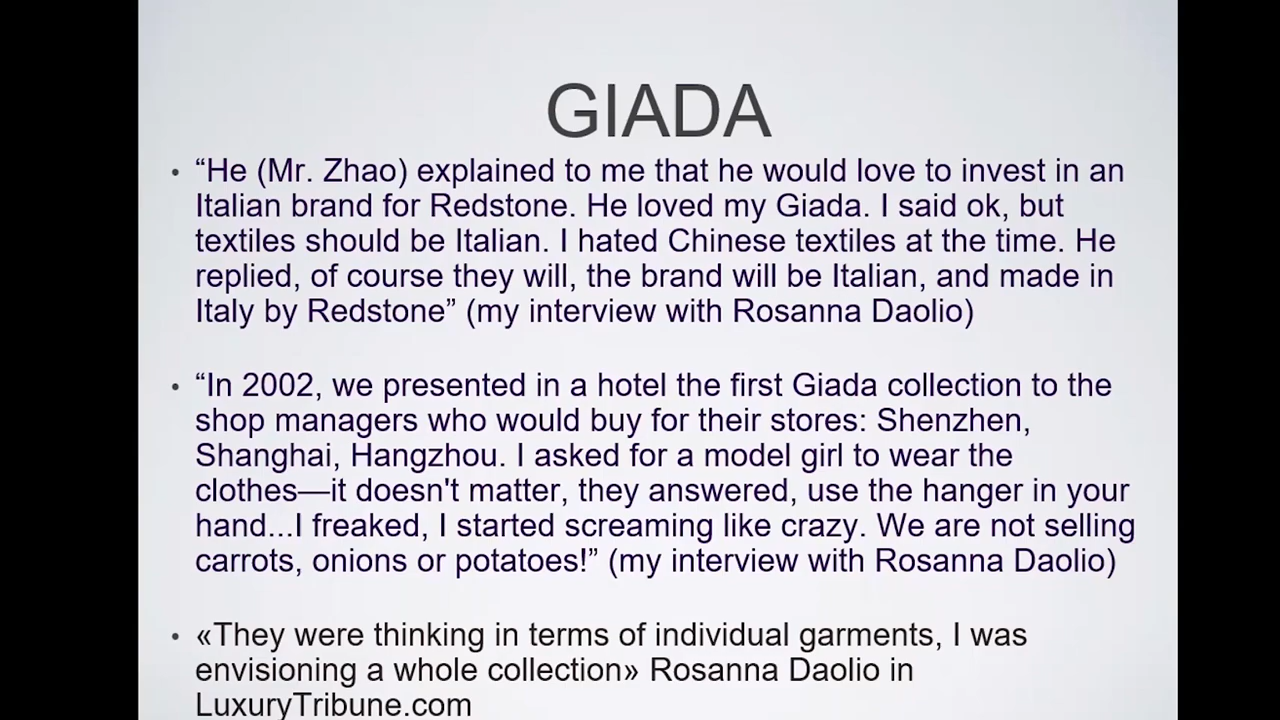 GIADA
• “He (Mr. Zhao) explained to me that he would love to invest in an
Italian brand for Redstone. He loved my Giada. I said ok, but
textiles should be Italian. I hated Chinese textiles at the time. He
replied, of course they will, the brand will be Italian, and made in
Italy by Redstone” (my interview with Rosanna Daolio)
• “In 2002, we presented in a hotel the first Giada collection to the
shop managers who would buy for their stores: Shenzhen,
Shanghai, Hangzhou. I asked for a model girl to wear the
clothes—it doesn't matter, they answered, use the hanger in your
hand...I freaked, I started screaming like crazy. We are not selling
carrots, onions or potatoes!” (my interview with Rosanna Daolio)
• «They were thinking in terms of individual garments, I was
envisioning a whole collection» Rosanna Daolio in
LuxuryTribune.com